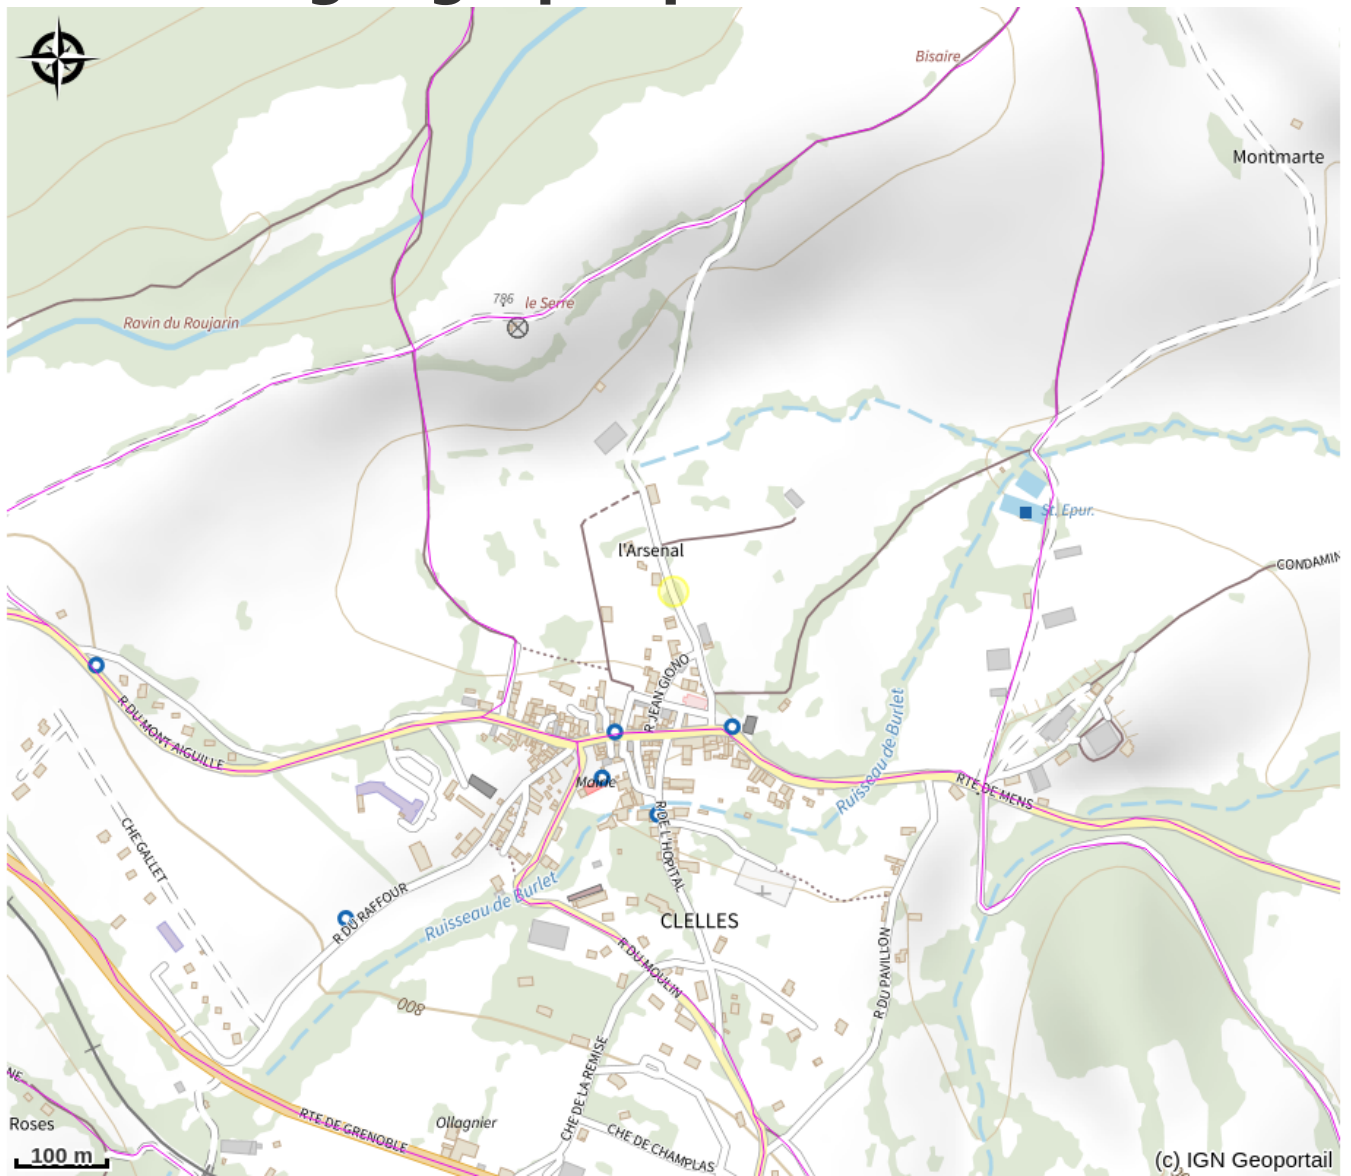 Bisaire
Montmarte
786
le Serre
Ravin du Roujarin
St. Epur.
l'Arsenal
CONDAMIN
R JEAN GIONO
R DU MONT AIGUILLE
Ruisseau de Burlet
Mairie
RTE DE MENS
R DE L'HOPITAL
CHE GALLET
R DU RAFFOUR
Ruisseau de Burlet
CLELLES
R DU MOULIN
R DU PAVILLON
800
CHE DE LA REMISE
NE
Roses
RTE DE GRENOBLE
Ollagnier
CHE DE CHAMPLAS
100 m
(c) IGN Geoportail